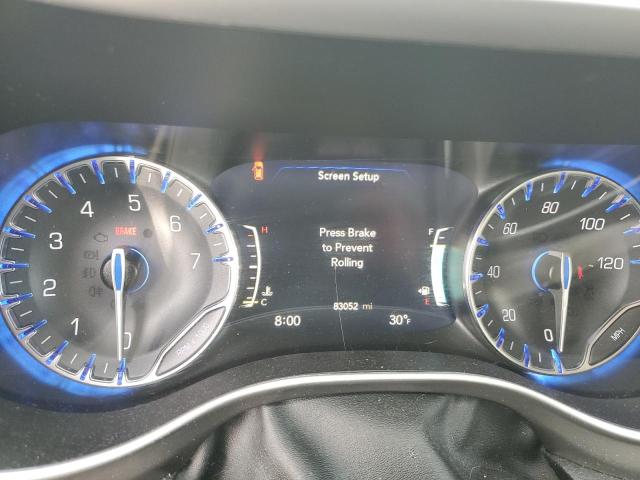 Screen Setup
Press Brake
to Prevent
Rolling
83052 mi
8:00
30°F
H
C
F
E
BRAKE
0
1
2
3
4
5
6
7
0
20
40
60
80
100
120
MPH